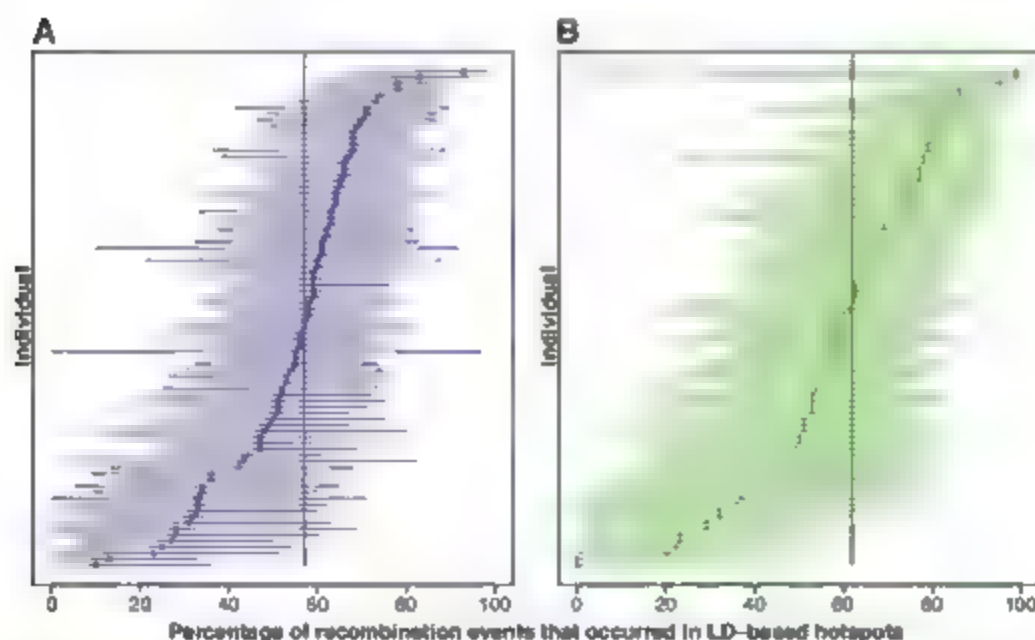 A
B
Individual
Individual
0 20 40 60 80 100
0 20 40 60 80 100
Percentage of recombination events that occurred in LD-based hotspots